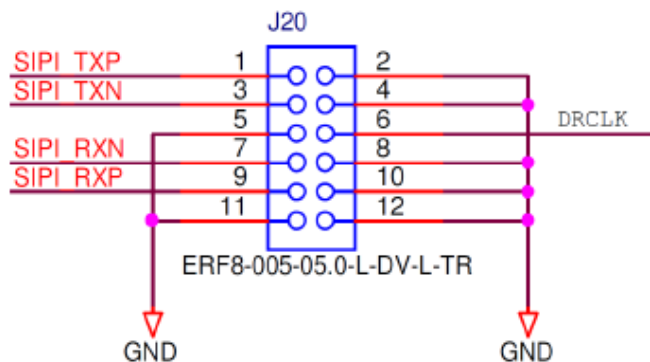 J20
SIPI_TXP 1 2
SIPI_TXN 3 4
5 6 DRCLK
SIPI_RXN 7 8
SIPI_RXP 9 10
11 12
ERF8-005-05.0-L-DV-L-TR
GND GND